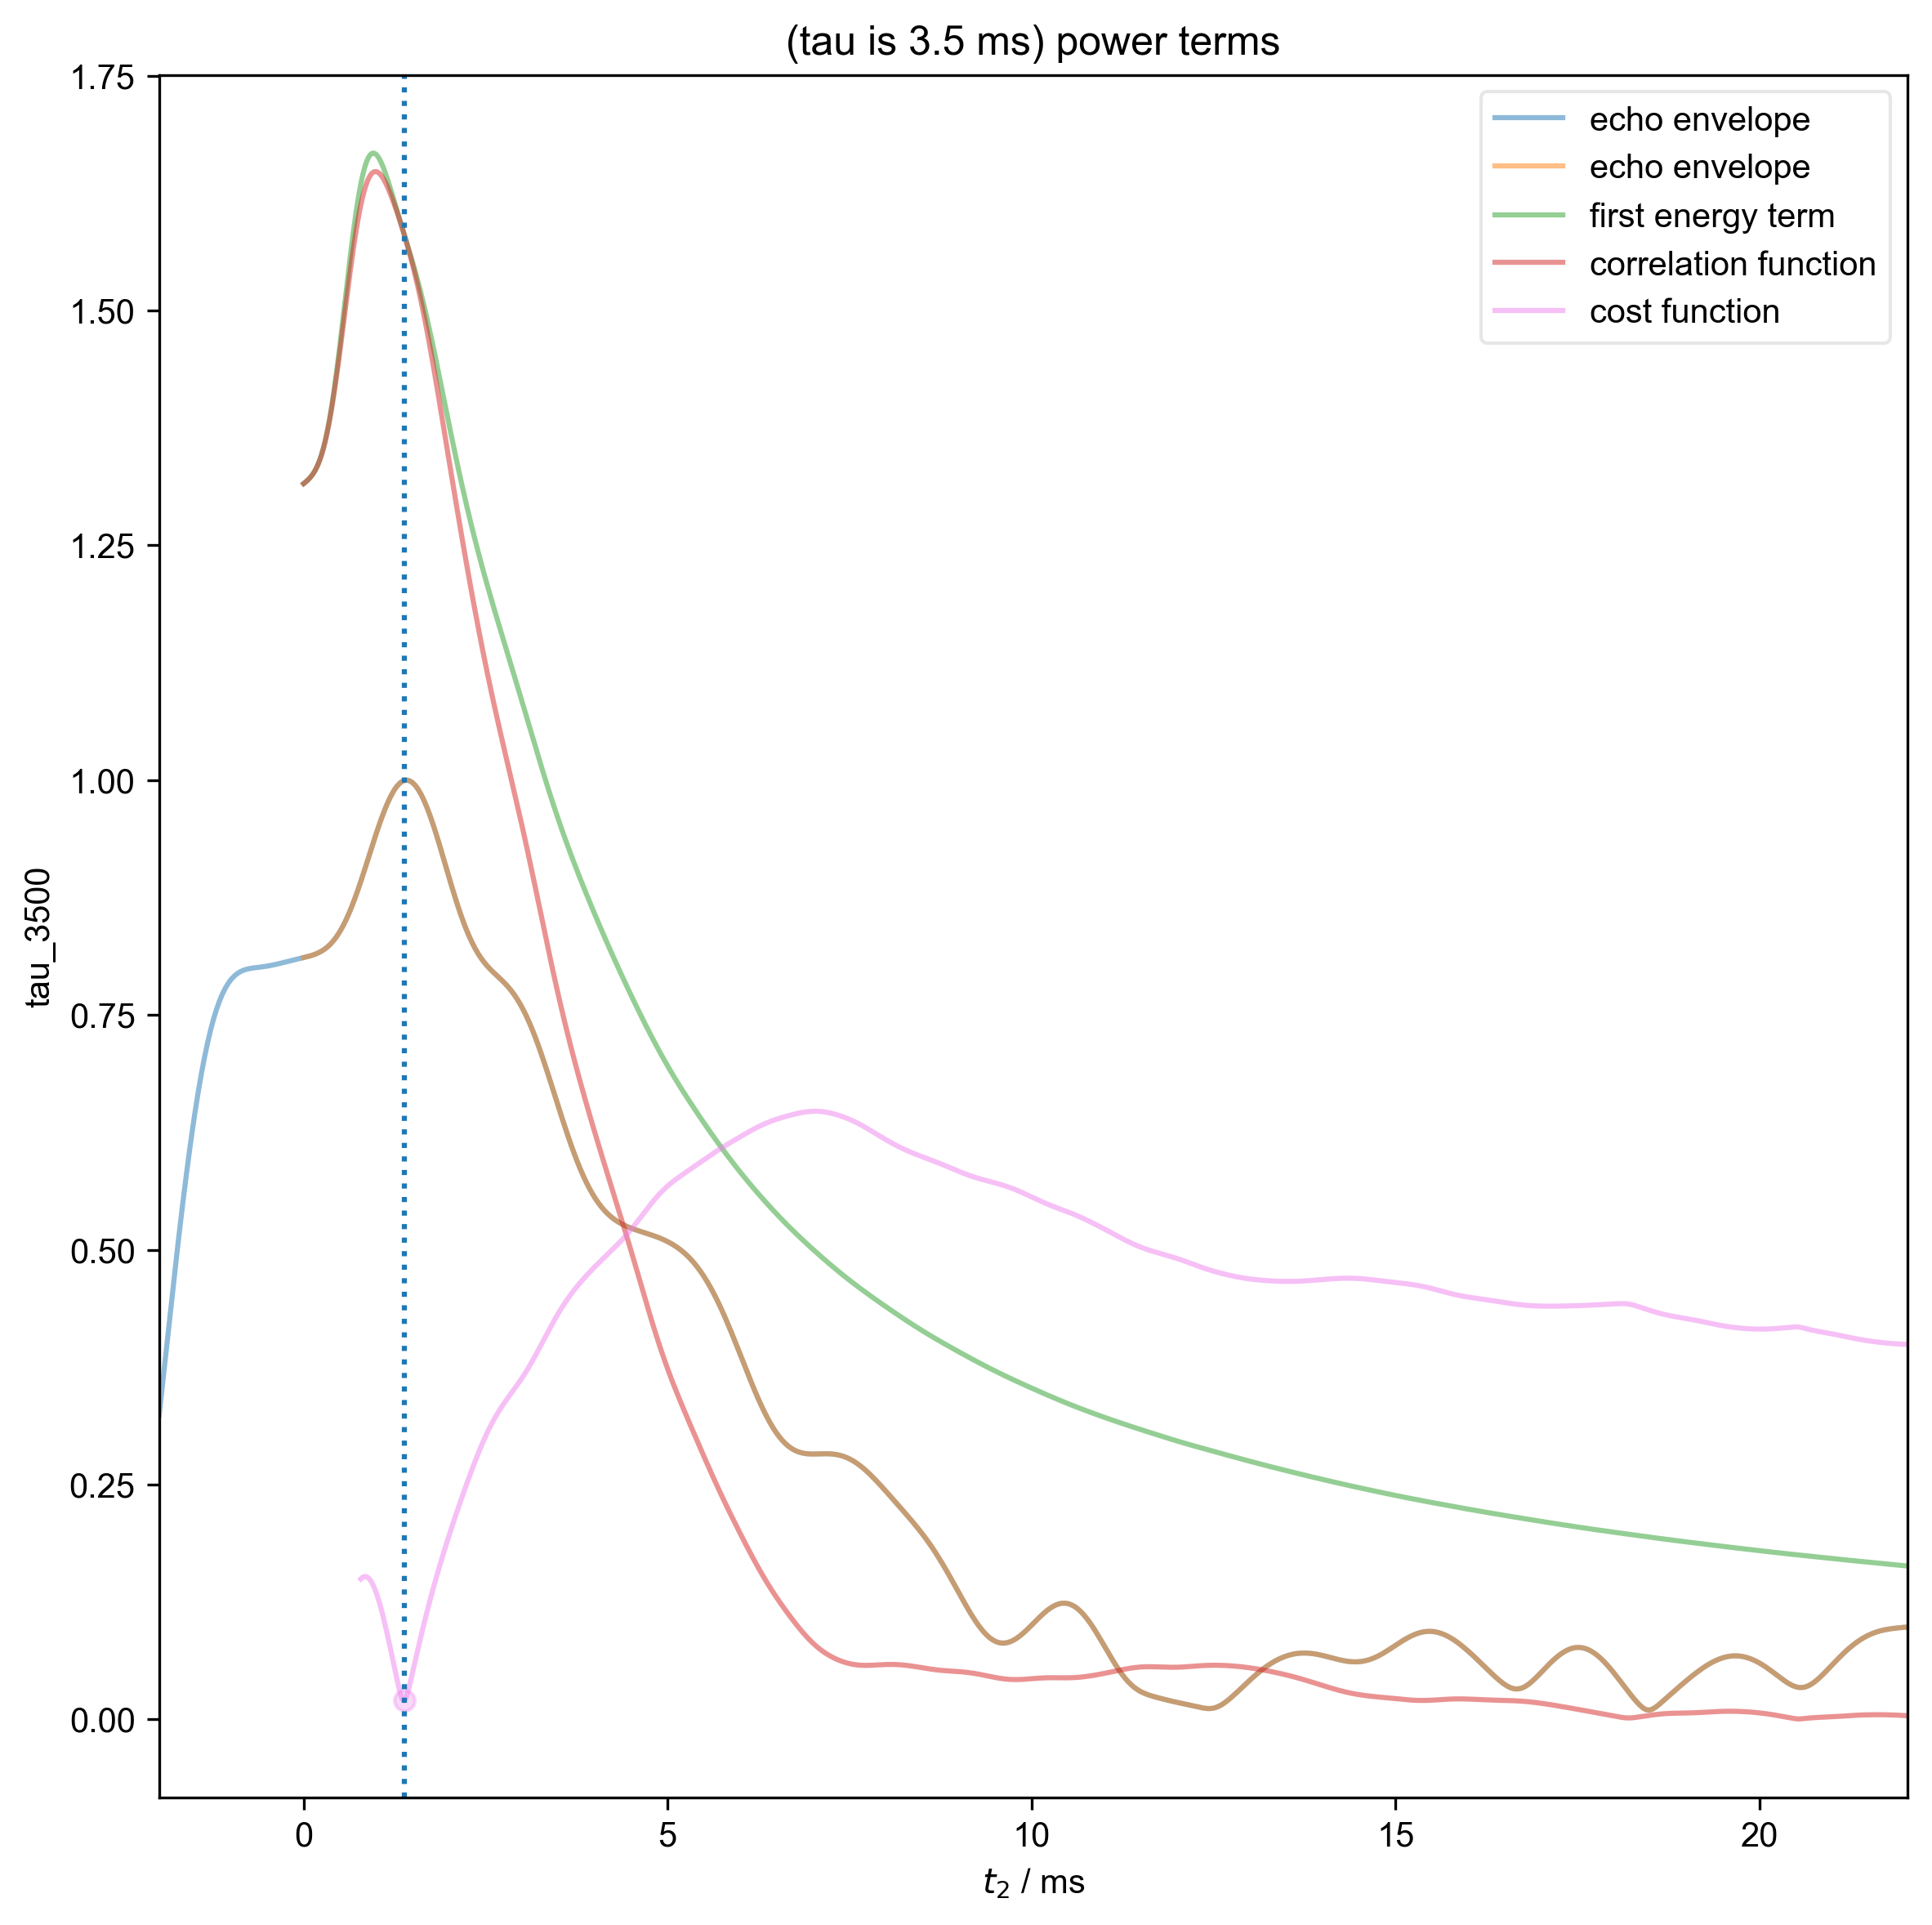 (tau is 3.5 ms) power terms
1.75
1.50
1.25
1.00
0.75
0.50
0.25
0.00
tau_3500
echo envelope
echo envelope
first energy term
correlation function
cost function
0
5
10
15
20
t₂ / ms